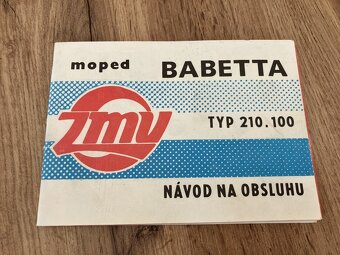 moped BABETTA
zmv
TYP 210.100
NÁVOD NA OBSLUHU